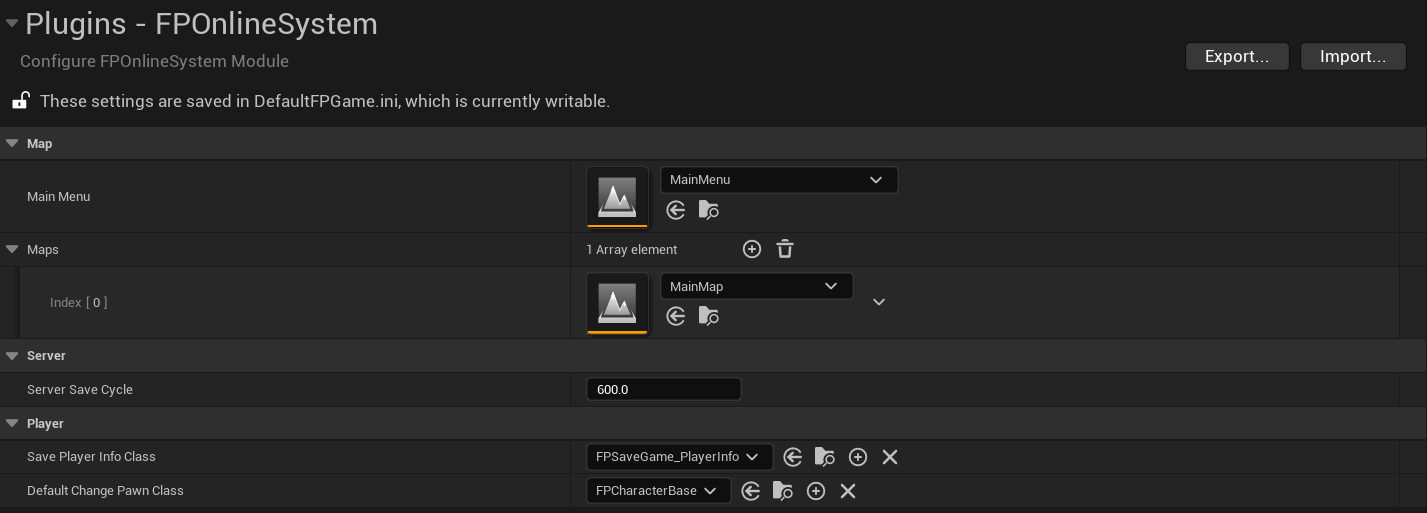 Plugins - FPOnlineSystem
Configure FPOnlineSystem Module
Export...
Import...
These settings are saved in DefaultFPGame.ini, which is currently writable.
Map
Main Menu
MainMenu
Maps
1 Array element
Index [ 0 ]
MainMap
Server
Server Save Cycle
600.0
Player
Save Player Info Class
FPSaveGame_PlayerInfo
Default Change Pawn Class
FPCharacterBase